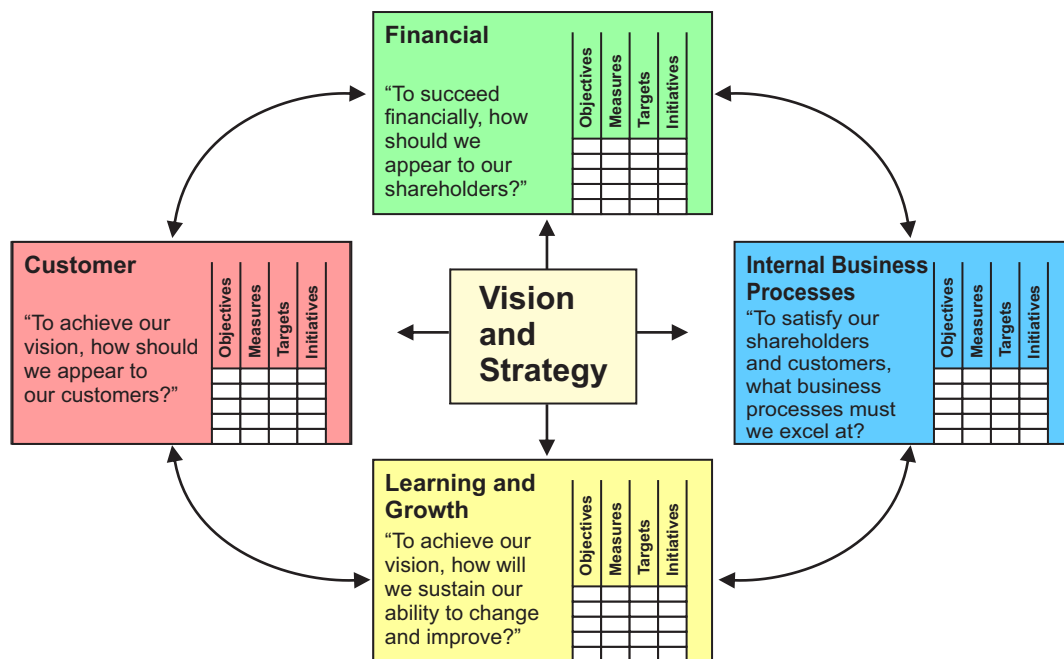 Financial
“To succeed
financially, how
should we
appear to our
shareholders?”
Objectives
Measures
Targets
Initiatives
Customer
“To achieve our
vision, how should
we appear to
our customers?”
Objectives
Measures
Targets
Initiatives
Vision
and
Strategy
Internal Business
Processes
“To satisfy our
shareholders
and customers,
what business
processes must
we excel at?
Objectives
Measures
Targets
Initiatives
Learning and
Growth
“To achieve our
vision, how will
we sustain our
ability to change
and improve?”
Objectives
Measures
Targets
Initiatives